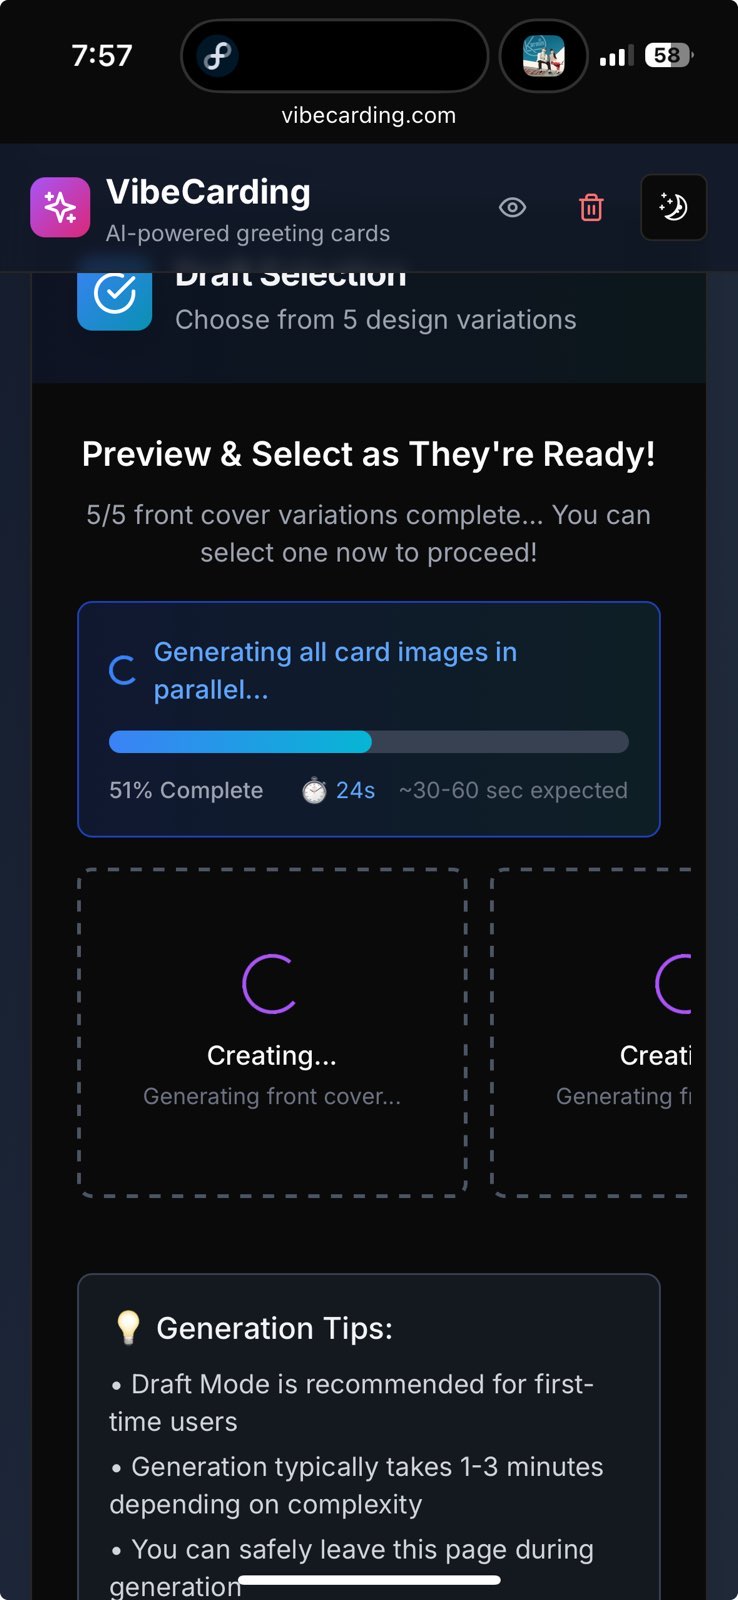 7:57
58
vibecarding.com
VibeCarding
AI-powered greeting cards
Draft Selection
Choose from 5 design variations
Preview & Select as They're Ready!
5/5 front cover variations complete... You can
select one now to proceed!
Generating all card images in
parallel...
51% Complete
24s
~30-60 sec expected
Creating...
Generating front cover...
Creati
Generating fr
💡 Generation Tips:
• Draft Mode is recommended for first-
time users
• Generation typically takes 1-3 minutes
depending on complexity
• You can safely leave this page during
generation